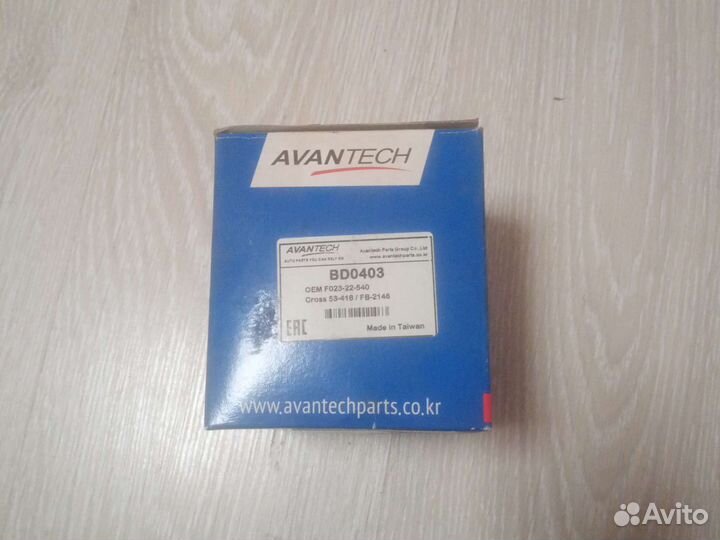 AVANTECH
AVANTECH
AUTO PARTS YOU CAN RELY ON
Avantech Parts Group Co.,Ltd
www.avantechparts.co.kr
BD0403
OEM F023-22-540
Cross 53-418 / FB-2148
EAC
Made in Taiwan
www.avantechparts.co.kr
Avito